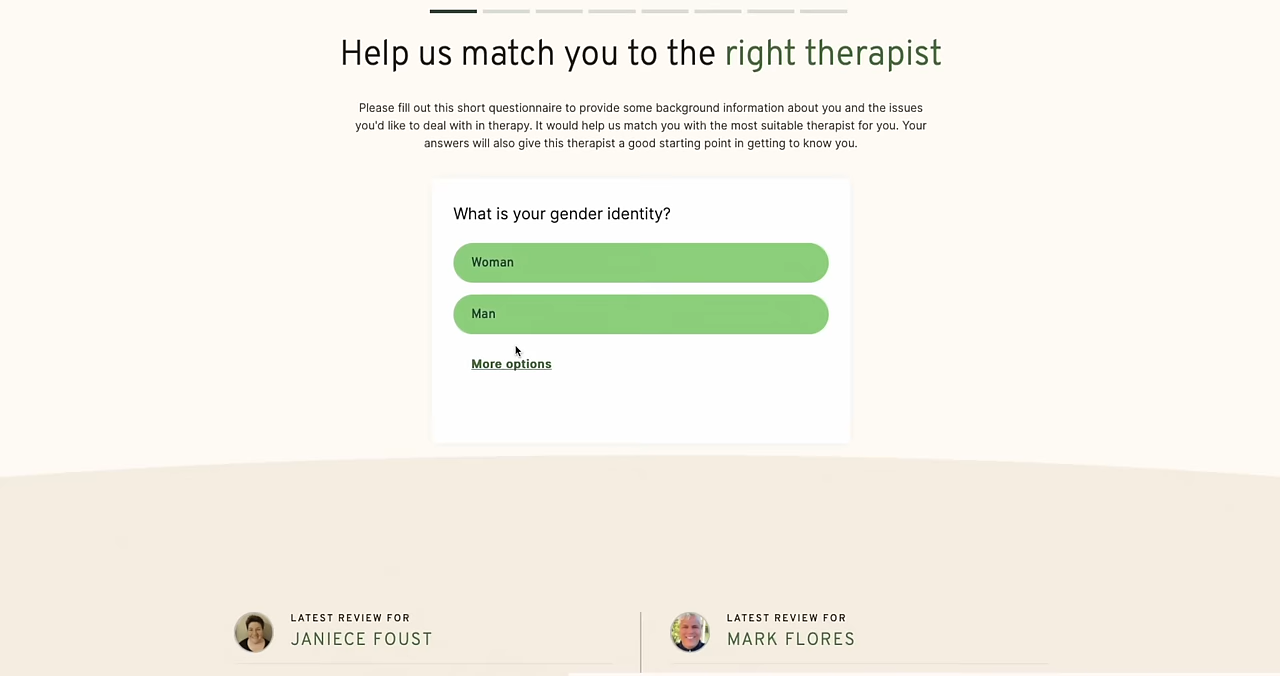 Help us match you to the right therapist
Please fill out this short questionnaire to provide some background information about you and the issues
you'd like to deal with in therapy. It would help us match you with the most suitable therapist for you. Your
answers will also give this therapist a good starting point in getting to know you.
What is your gender identity?
Woman
Man
More options
LATEST REVIEW FOR
JANIECE FOUST
LATEST REVIEW FOR
MARK FLORES